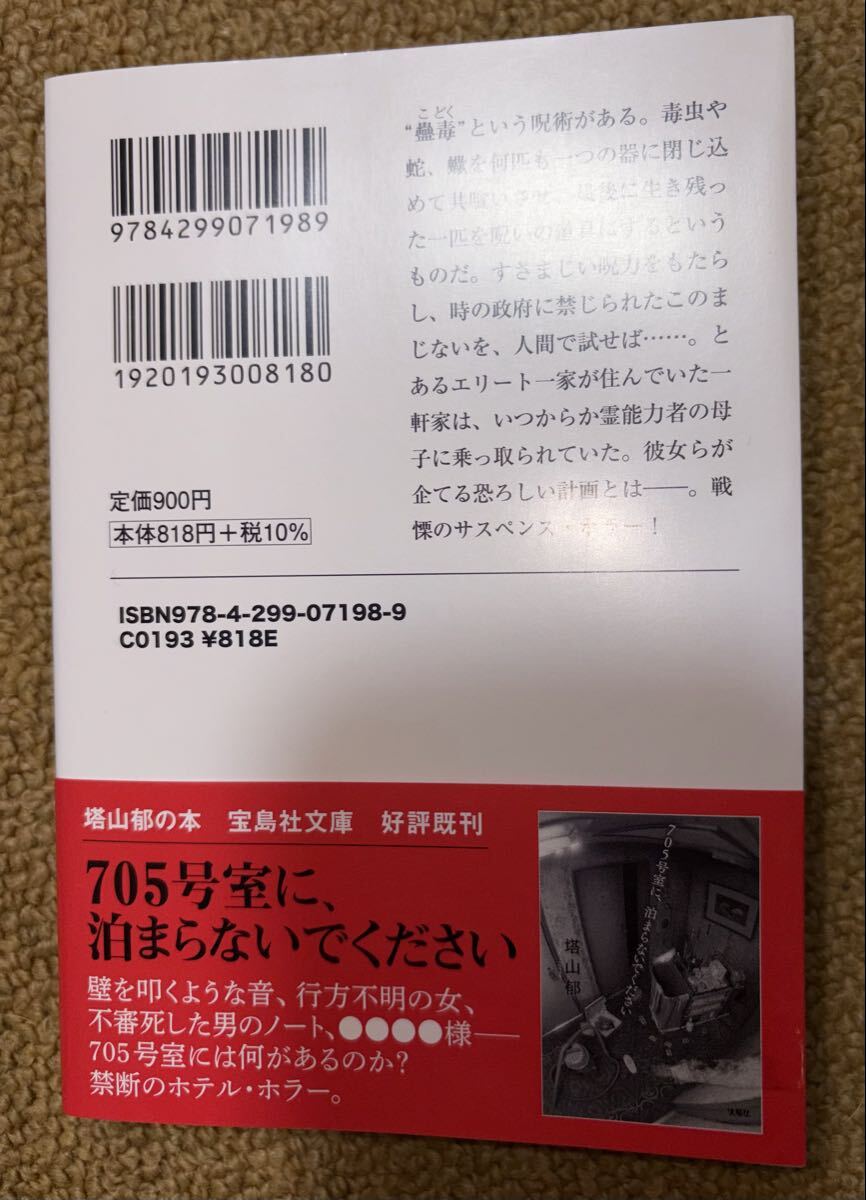 9784299071989
1920193008180
定価900円
本体818円+税10%
こどく
“蠱毒”という呪術がある。毒虫や
蛇、蠍を何匹も一つの器に閉じ込
めて共喰いさせ、最後に生き残っ
た一匹を呪いの道具にするという
ものだ。すさまじい呪力をもたら
し、時の政府に禁じられたこのま
じないを、人間で試せば……。と
あるエリート一家が住んでいた一
軒家は、いつからか霊能力者の母
子に乗っ取られていた。彼女らが
企てる恐ろしい計画とは──。戦
慄のサスペンス・ホラー!
ISBN978-4-299-07198-9
C0193 ¥818E
塔山郁の本 宝島社文庫 好評既刊
705号室に、
泊まらないでください
壁を叩くような音、行方不明の女、
不審死した男のノート、●●●●様──
705号室には何があるのか?
禁断のホテル・ホラー。
705号室に、泊まらないでください
塔山郁
宝島社